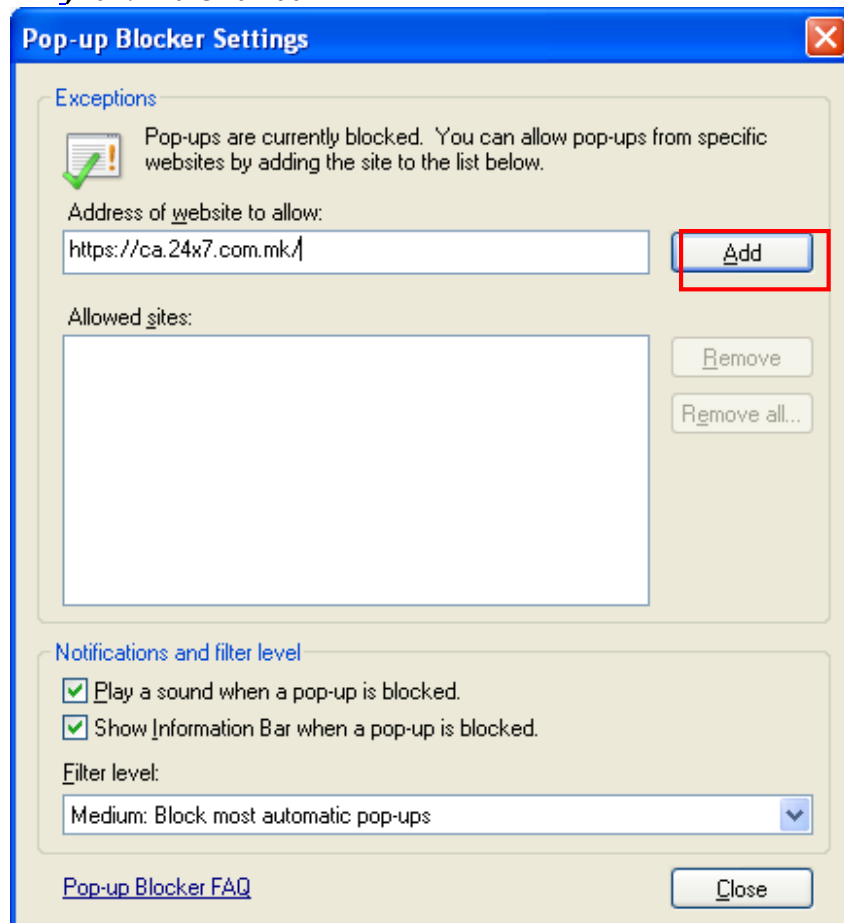 Pop-up Blocker Settings
Exceptions
Pop-ups are currently blocked. You can allow pop-ups from specific
websites by adding the site to the list below.
Address of website to allow:
https://ca.24x7.com.mk/
Add
Allowed sites:
Remove
Remove all...
Notifications and filter level
Play a sound when a pop-up is blocked.
Show Information Bar when a pop-up is blocked.
Filter level:
Medium: Block most automatic pop-ups
Pop-up Blocker FAQ
Close